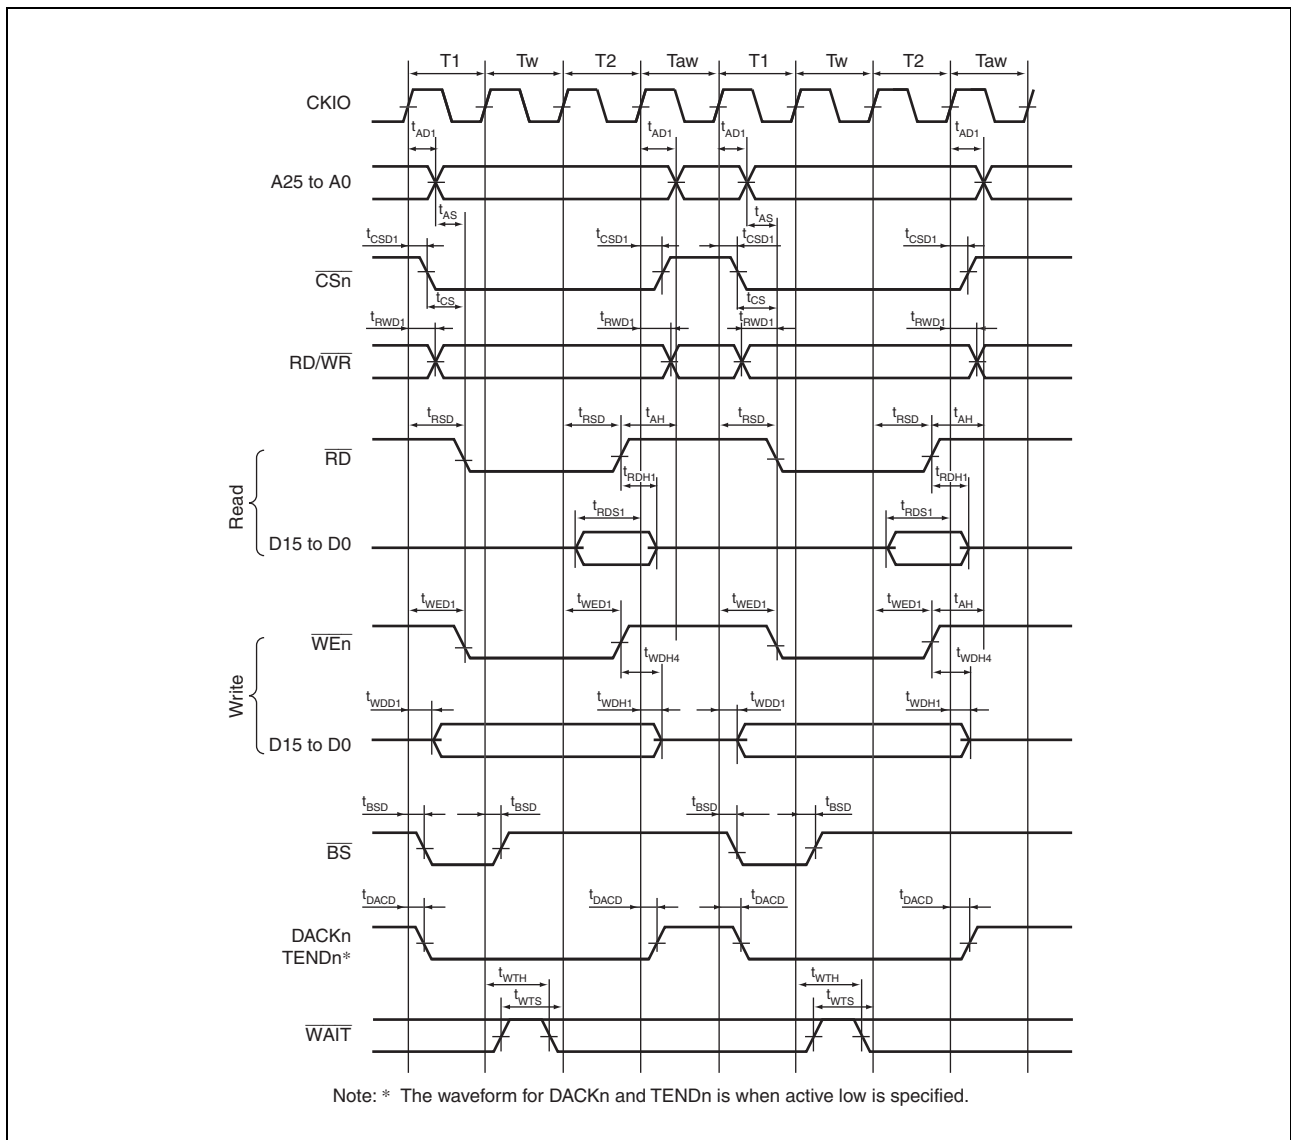 T1 Tw T2 Taw T1 Tw T2 Taw
CKIO
tAD1 tAD1 tAD1 tAD1
A25 to A0
tAS tAS
tCSD1 tCSD1 tCSD1 tCSD1
CSn
tCS tCS
tRWD1 tRWD1 tRWD1 tRWD1
RD/WR
tRSD tRSD tAH tRSD tRSD tAH
RD
tRDH1 tRDH1
Read
tRDS1 tRDS1
D15 to D0
tWED1 tWED1 tWED1 tWED1 tAH
WEn
tWDH4 tWDH4
Write
tWDD1 tWDH1 tWDD1 tWDH1
D15 to D0
tBSD tBSD tBSD tBSD
BS
tDACD tDACD tDACD tDACD
DACKn
TENDn*
tWTH tWTH
tWTS tWTS
WAIT
Note: * The waveform for DACKn and TENDn is when active low is specified.